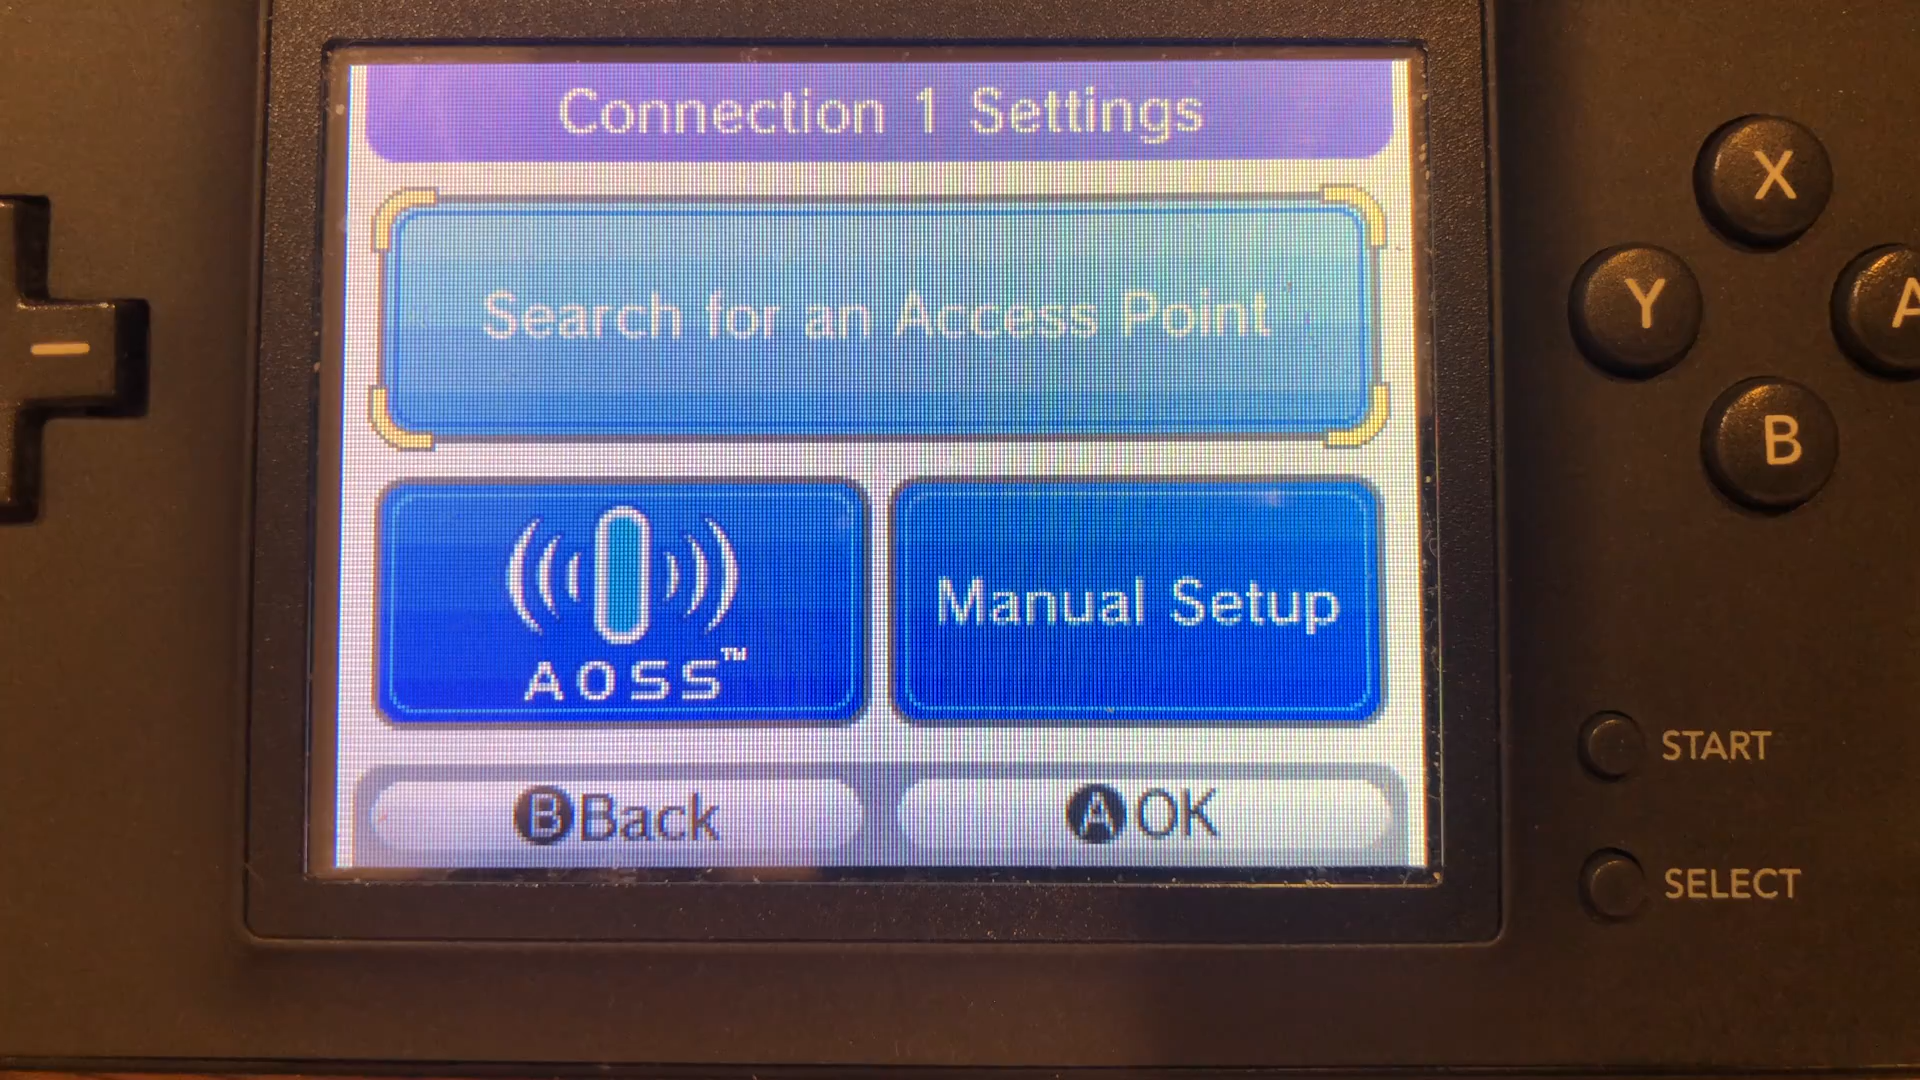 Connection 1 Settings
Search for an Access Point
AOSS™
Manual Setup
B Back
A OK
X
Y
A
B
START
SELECT